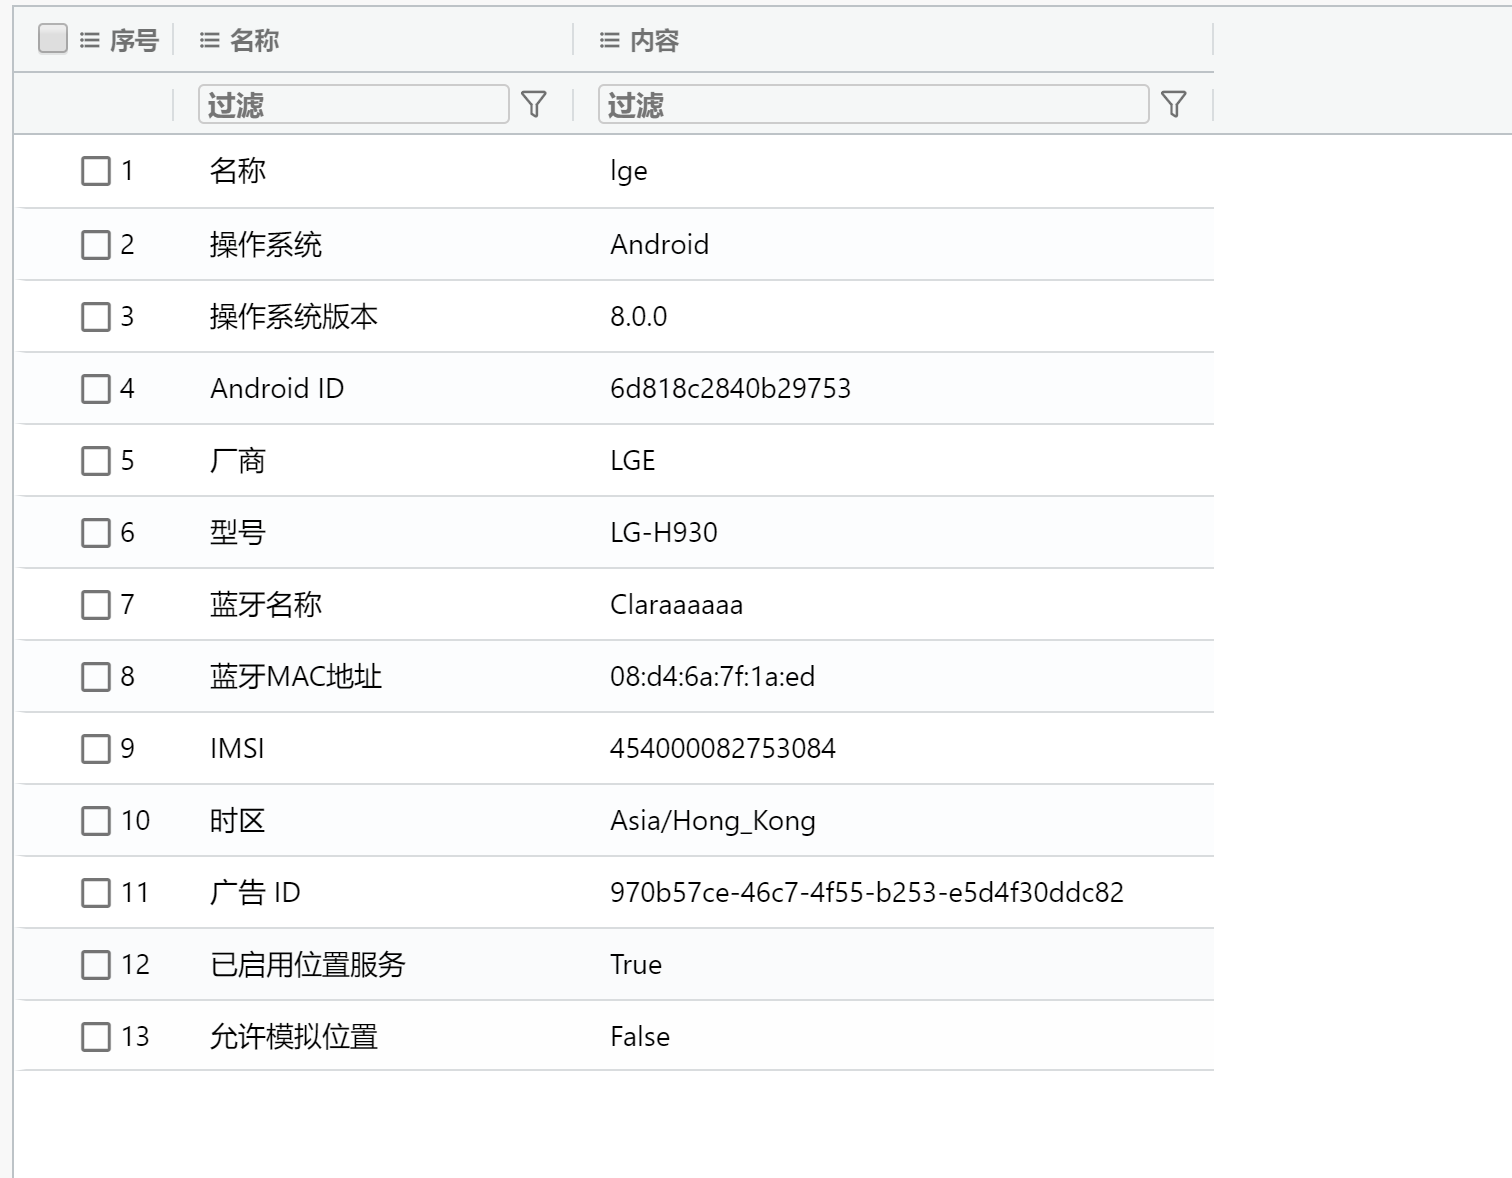 序号 名称 内容
过滤 过滤
1 名称 lge
2 操作系统 Android
3 操作系统版本 8.0.0
4 Android ID 6d818c2840b29753
5 厂商 LGE
6 型号 LG-H930
7 蓝牙名称 Claraaaaaa
8 蓝牙MAC地址 08:d4:6a:7f:1a:ed
9 IMSI 454000082753084
10 时区 Asia/Hong_Kong
11 广告 ID 970b57ce-46c7-4f55-b253-e5d4f30ddc82
12 已启用位置服务 True
13 允许模拟位置 False